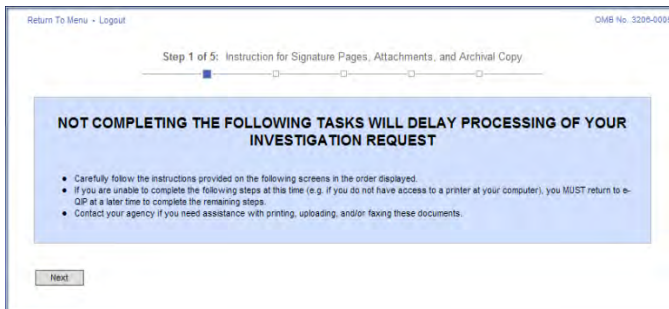 Return To Menu - Logout
OMB No. 3206-0005
Step 1 of 5: Instruction for Signature Pages, Attachments, and Archival Copy
NOT COMPLETING THE FOLLOWING TASKS WILL DELAY PROCESSING OF YOUR
INVESTIGATION REQUEST
● Carefully follow the instructions provided on the following screens in the order displayed.
● If you are unable to complete the following steps at this time (e.g. if you do not have access to a printer at your computer), you MUST return to e-
QIP at a later time to complete the remaining steps.
● Contact your agency if you need assistance with printing, uploading, and/or faxing these documents.
Next